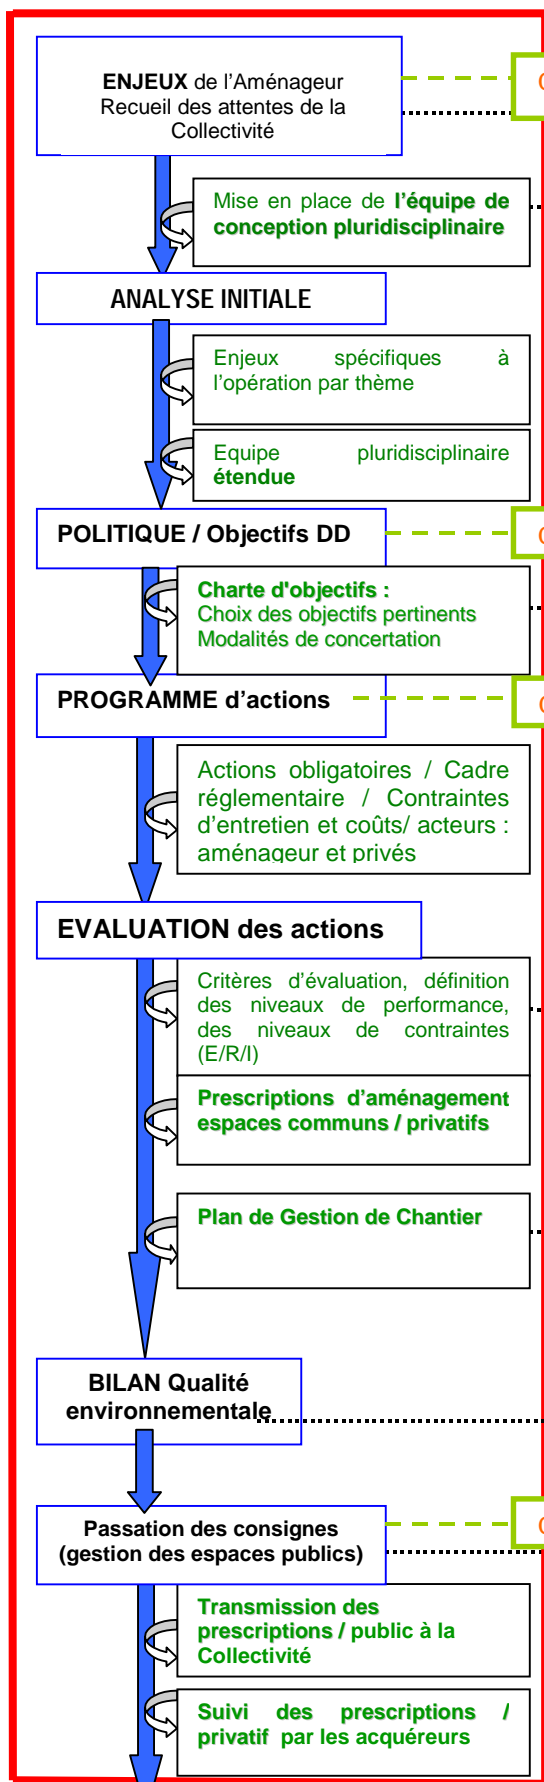 ENJEUX de l'Aménageur
Recueil des attentes de la
Collectivité
Mise en place de l'équipe de
conception pluridisciplinaire
ANALYSE INITIALE
Enjeux spécifiques à
l'opération par thème
Equipe pluridisciplinaire
étendue
POLITIQUE / Objectifs DD
Charte d'objectifs :
Choix des objectifs pertinents
Modalités de concertation
PROGRAMME d'actions
Actions obligatoires / Cadre
réglementaire / Contraintes
d'entretien et coûts/ acteurs :
aménageur et privés
EVALUATION des actions
Critères d'évaluation, définition
des niveaux de performance,
des niveaux de contraintes
(E/R/I)
Prescriptions d'aménagement
espaces communs / privatifs
Plan de Gestion de Chantier
BILAN Qualité
environnementale
Passation des consignes
(gestion des espaces publics)
Transmission des
prescriptions / public à la
Collectivité
Suivi des prescriptions /
privatif par les acquéreurs